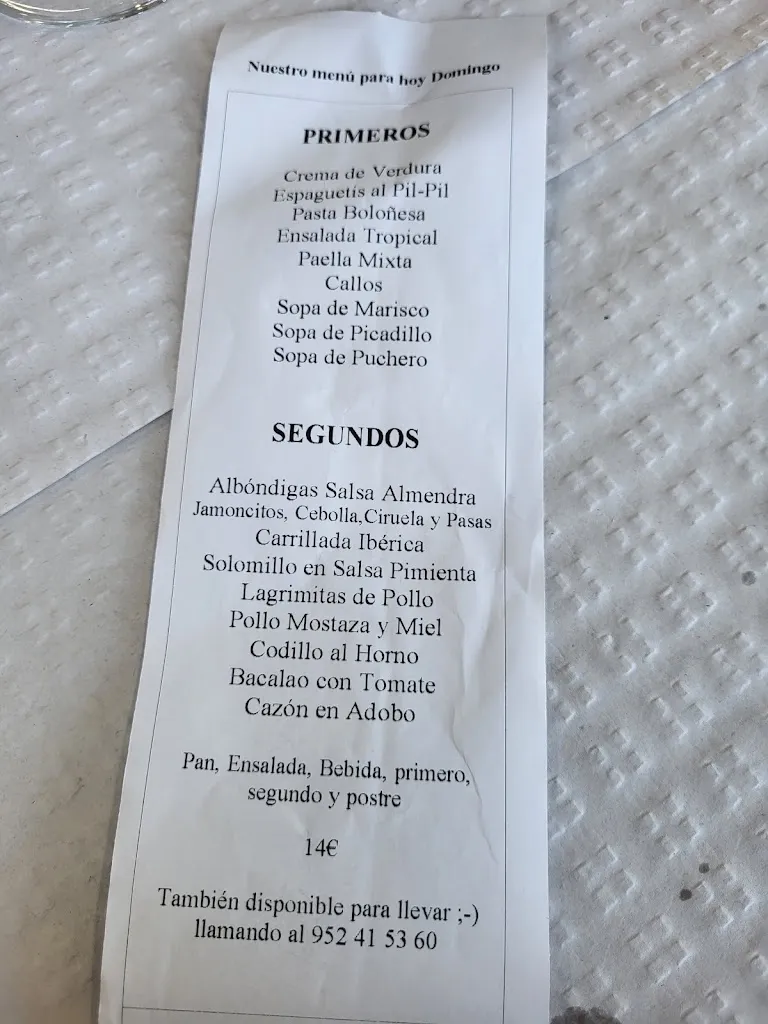 Nuestro menú para hoy Domingo
PRIMEROS
Crema de Verdura
Espaguetis al Pil-Pil
Pasta Boloñesa
Ensalada Tropical
Paella Mixta
Callos
Sopa de Marisco
Sopa de Picadillo
Sopa de Puchero
SEGUNDOS
Albóndigas Salsa Almendra
Jamoncitos, Cebolla,Ciruela y Pasas
Carrillada Ibérica
Solomillo en Salsa Pimienta
Lagrimitas de Pollo
Pollo Mostaza y Miel
Codillo al Horno
Bacalao con Tomate
Cazón en Adobo
Pan, Ensalada, Bebida, primero,
segundo y postre
14€
También disponible para llevar ;-)
llamando al 952 41 53 60